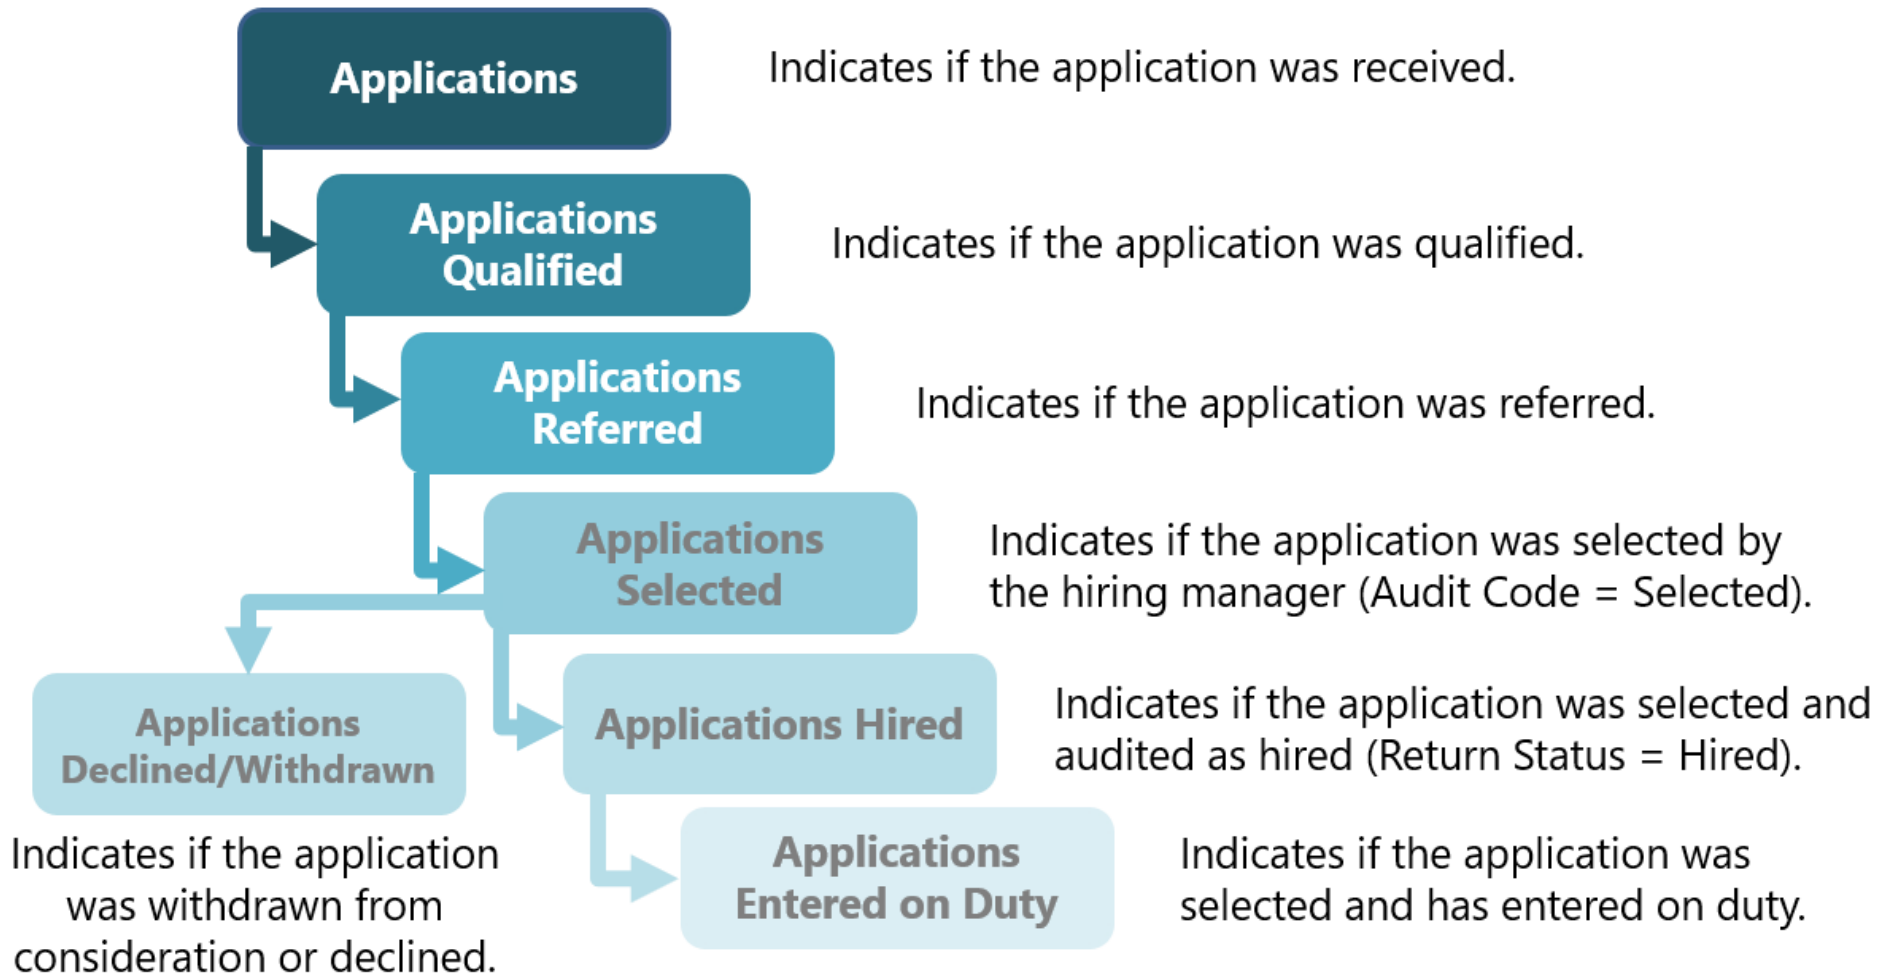 Applications
Indicates if the application was received.
Applications
Qualified
Indicates if the application was qualified.
Applications
Referred
Indicates if the application was referred.
Applications
Selected
Indicates if the application was selected by
the hiring manager (Audit Code = Selected).
Applications
Declined/Withdrawn
Indicates if the application
was withdrawn from
consideration or declined.
Applications Hired
Indicates if the application was selected and
audited as hired (Return Status = Hired).
Applications
Entered on Duty
Indicates if the application was
selected and has entered on duty.